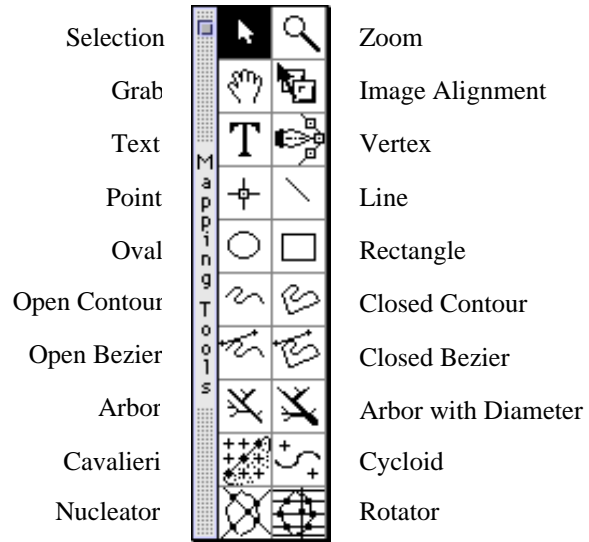 Selection Zoom
Grab Image Alignment
Text T Vertex
Point Line
Oval Rectangle
Open Contour Closed Contour
Open Bezier Closed Bezier
Arbor Arbor with Diameter
Cavalieri Cycloid
Nucleator Rotator
Mapping Tools